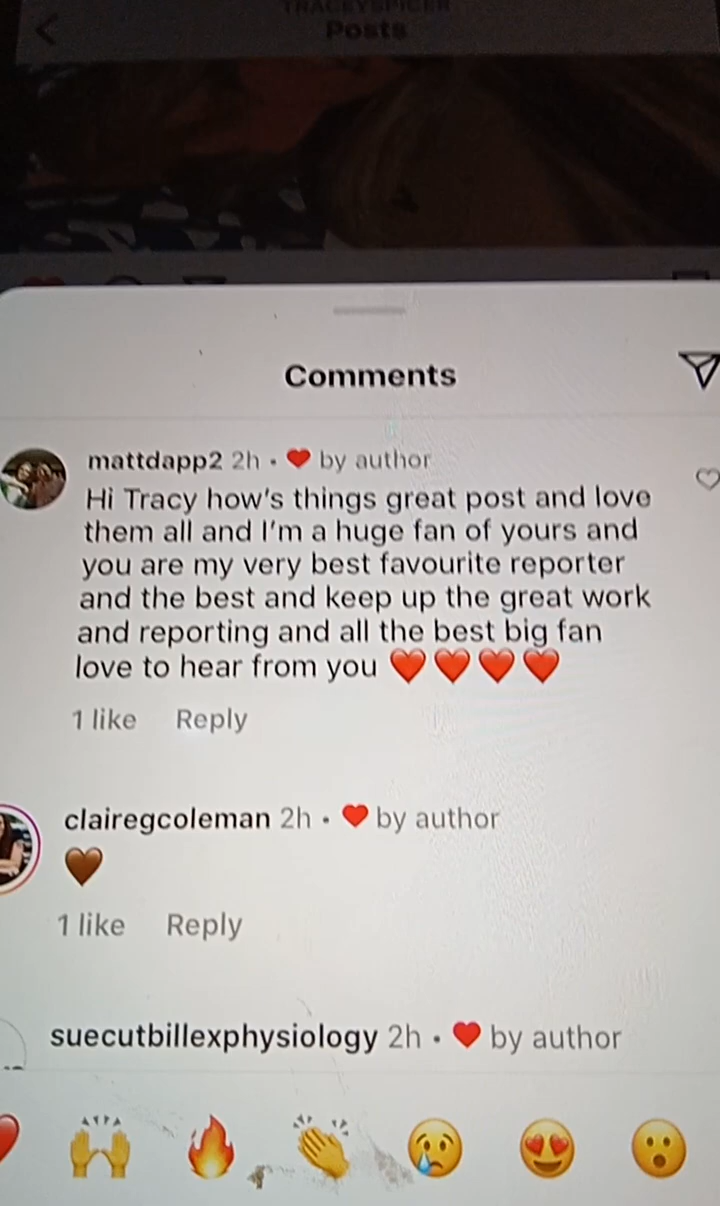 TRACEYSPICER
Posts
Comments
mattdapp2 2h • ❤️ by author
Hi Tracy how's things great post and love
them all and I'm a huge fan of yours and
you are my very best favourite reporter
and the best and keep up the great work
and reporting and all the best big fan
love to hear from you ❤️❤️❤️❤️
1 like Reply
clairegcoleman 2h • ❤️ by author
🤎
1 like Reply
suecutbillexphysiology 2h • ❤️ by author